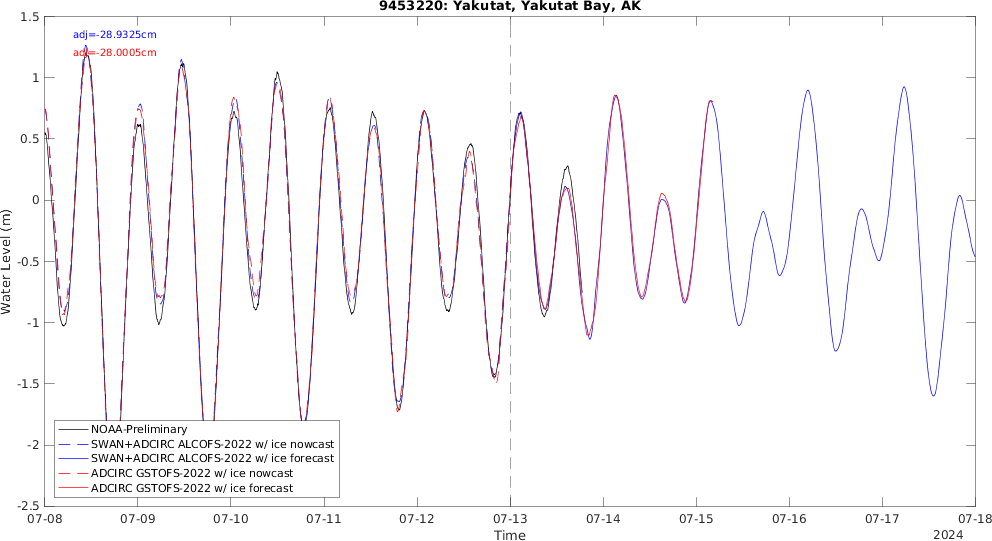 9453220: Yakutat, Yakutat Bay, AK
adj=-28.9325cm
adj=-28.0005cm
Water Level (m)
1.5
1
0.5
0
-0.5
-1
-1.5
-2
-2.5
NOAA-Preliminary
SWAN+ADCIRC ALCOFS-2022 w/ ice nowcast
SWAN+ADCIRC ALCOFS-2022 w/ ice forecast
ADCIRC GSTOFS-2022 w/ ice nowcast
ADCIRC GSTOFS-2022 w/ ice forecast
07-08 07-09 07-10 07-11 07-12 07-13 07-14 07-15 07-16 07-17 07-18
Time
2024